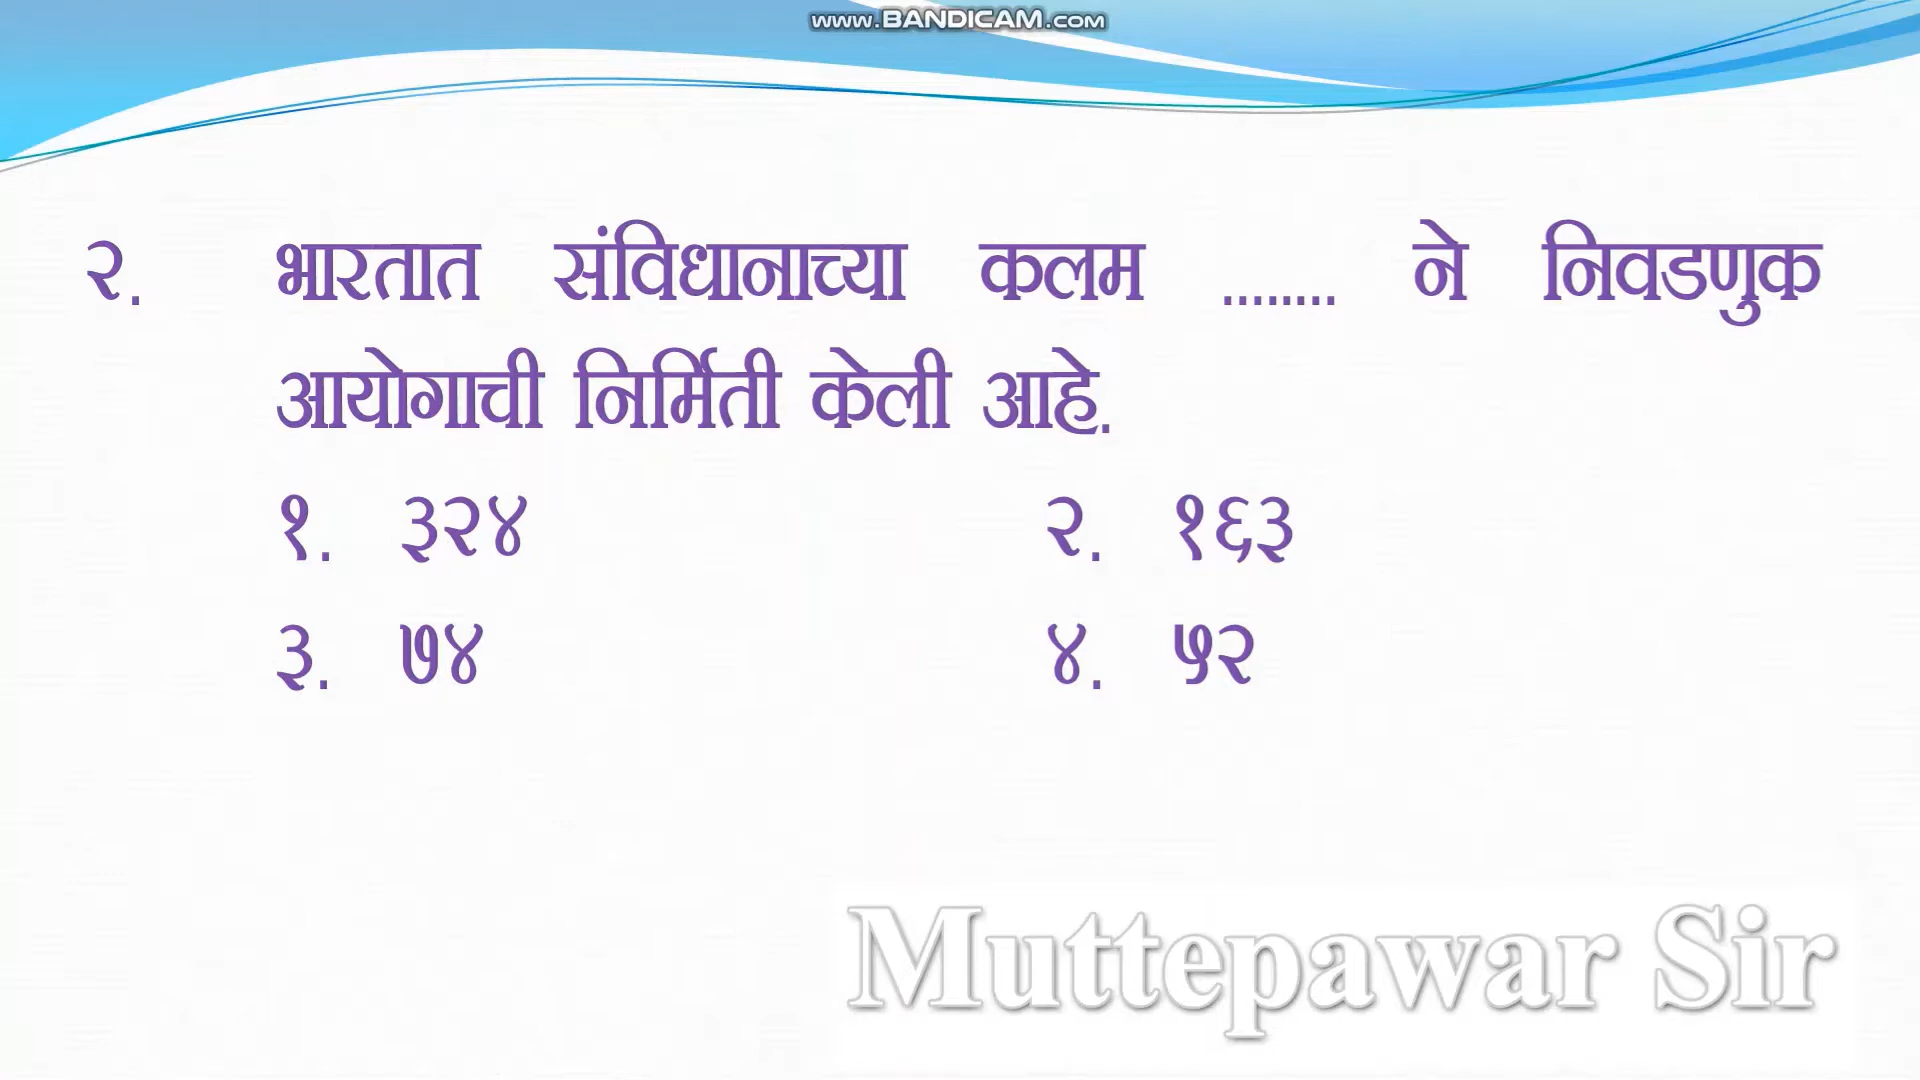 www.BANDICAM.com
२. भारतात संविधानाच्या कलम ........ ने निवडणुक
आयोगाची निर्मिती केली आहे.
१. ३२४ २. १६३
३. ७४ ४. ५२
Muttepawar Sir